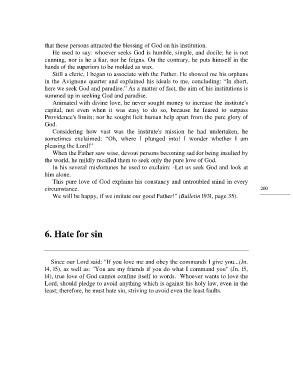 that these persons attracted the blessing of God on his institution.
He used to say: whoever seeks God is humble, simple, and docile; he is not
cunning, nor is he a liar, nor he feigns. On the contrary, he puts himself in the
hands of the superiors to be molded as wax.
Still a cleric, I began to associate with the Father. He showed me his orphans
in the Avignone quarter and explained his ideals to me, concluding: "In short,
here we seek God and paradise." As a matter of fact, the aim of his institutions is
summed up in seeking God and paradise.
Animated with divine love, he never sought money to increase the institute's
capital, not even when it was easy to do so, because he feared to surpass
Providence's limits; nor he sought licit human help apart from the pure glory of
God.
Considering how vast was the institute's mission he had undertaken, he
sometimes exclaimed: "Oh, where I plunged into! I wonder whether I am
pleasing the Lord!"
When the Father saw wise, devout persons becoming sad for being insulted by
the world, he mildly recalled them to seek only the pure love of God.
In his several misfortunes he used to exclaim: -Let us seek God and look at
him alone.
This pure love of God explains his constancy and untroubled mind in every
circumstance.
We will be happy, if we imitate our good Father!" (Bulletin 1931, page 35).
200
6. Hate for sin
Since our Lord said: "If you love me and obey the commands I give you...(Jn.
14, 15), as well as: "You are my friends if you do what I command you" (Jn. 15,
14), true love of God cannot confine itself to words. Whoever wants to love the
Lord, should pledge to avoid anything which is against his holy law, even in the
least; therefore, he must hate sin, striving to avoid even the least faults.